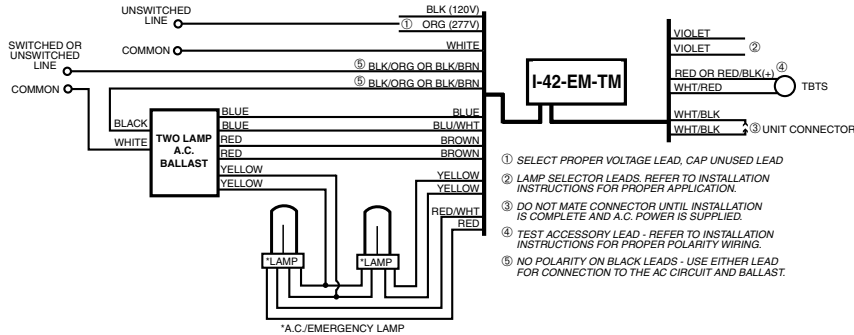 UNSWITCHED
LINE
BLK (120V)
① ORG (277V)
COMMON
WHITE
SWITCHED OR
UNSWITCHED
LINE
⑤ BLK/ORG OR BLK/BRN
COMMON
⑤ BLK/ORG OR BLK/BRN
BLACK
WHITE
TWO LAMP
A.C.
BALLAST
BLUE
BLUE
RED
RED
YELLOW
YELLOW
BLUE
BLU/WHT
BROWN
BROWN
YELLOW
YELLOW
RED/WHT
RED
*LAMP
*LAMP
*A.C./EMERGENCY LAMP
I-42-EM-TM
VIOLET
VIOLET ②
RED OR RED/BLK(+) ④
WHT/RED
TBTS
WHT/BLK
WHT/BLK
③ UNIT CONNECTOR
① SELECT PROPER VOLTAGE LEAD, CAP UNUSED LEAD
② LAMP SELECTOR LEADS. REFER TO INSTALLATION
INSTRUCTIONS FOR PROPER APPLICATION.
③ DO NOT MATE CONNECTOR UNTIL INSTALLATION
IS COMPLETE AND A.C. POWER IS SUPPLIED.
④ TEST ACCESSORY LEAD - REFER TO INSTALLATION
INSTRUCTIONS FOR PROPER POLARITY WIRING.
⑤ NO POLARITY ON BLACK LEADS - USE EITHER LEAD
FOR CONNECTION TO THE AC CIRCUIT AND BALLAST.